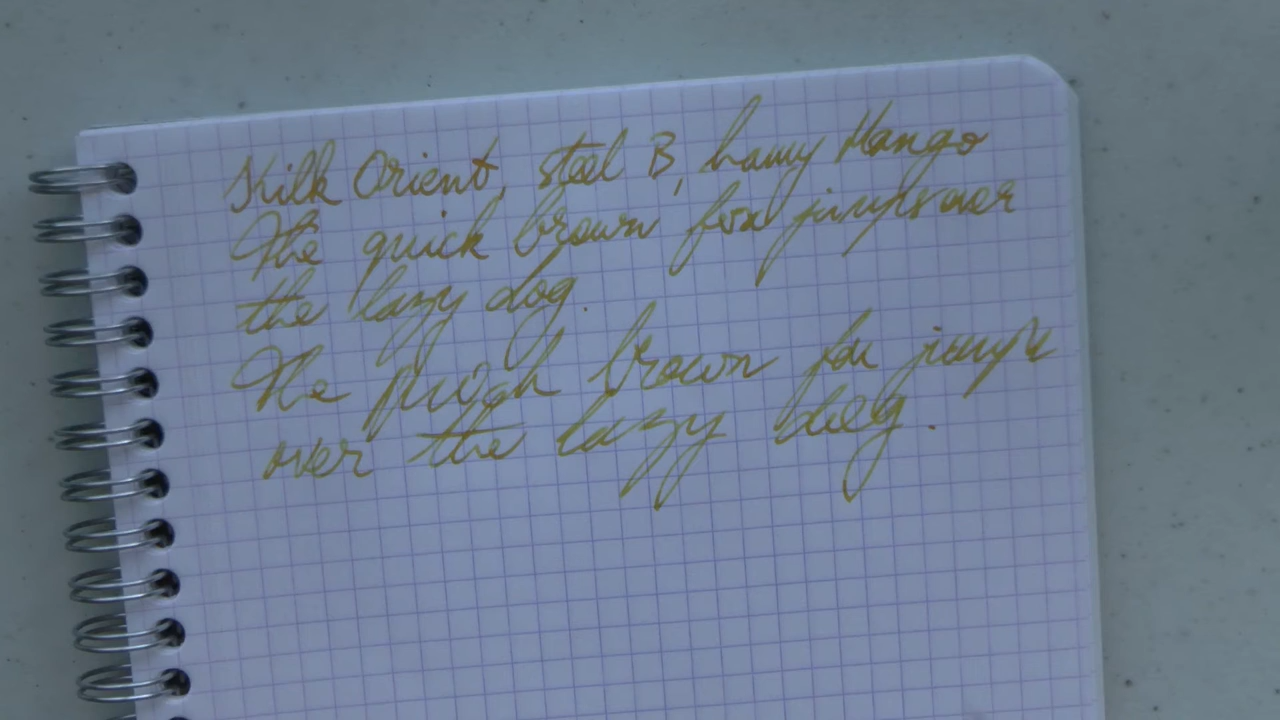 Kilk Orient, steel B, Lamy Mango
The quick brown fox jumps over
the lazy dog.
The quick brown fox jumps
over the lazy dog.